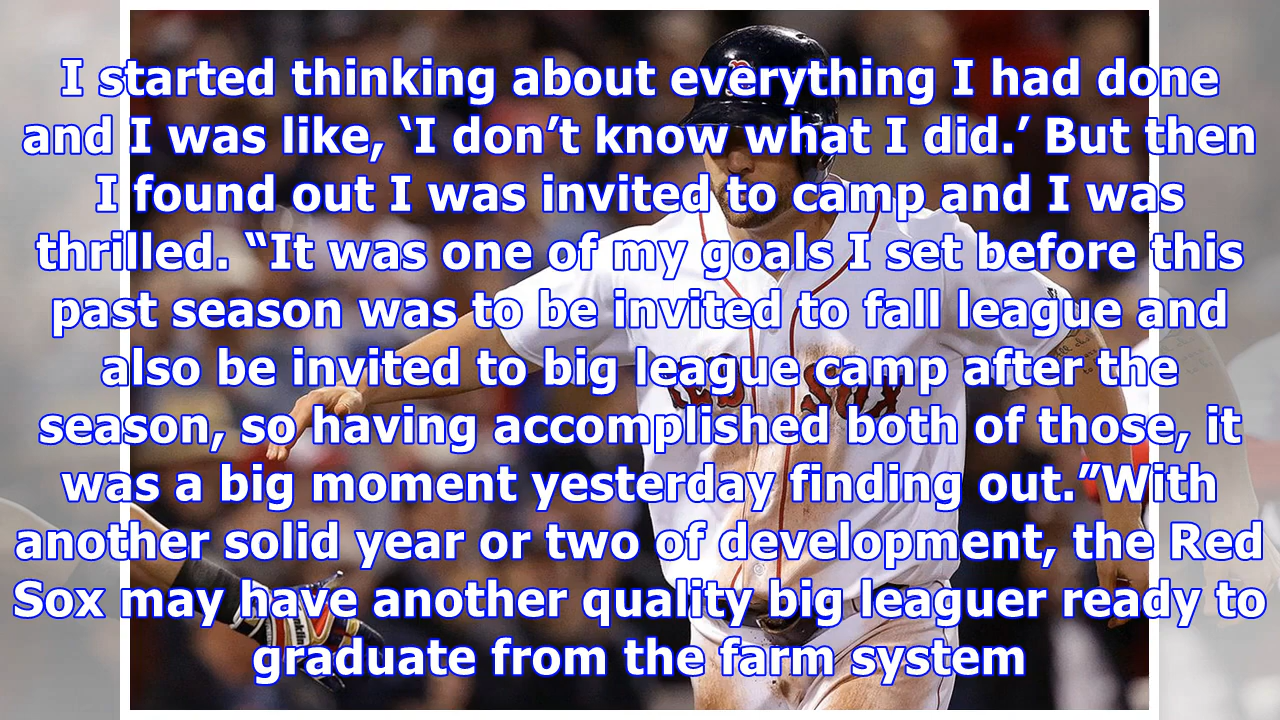 I started thinking about everything I had done
and I was like, ‘I don’t know what I did.’ But then
I found out I was invited to camp and I was
thrilled. “It was one of my goals I set before this
past season was to be invited to fall league and
also be invited to big league camp after the
season, so having accomplished both of those, it
was a big moment yesterday finding out.”With
another solid year or two of development, the Red
Sox may have another quality big leaguer ready to
graduate from the farm system
RED SOX
Franklin